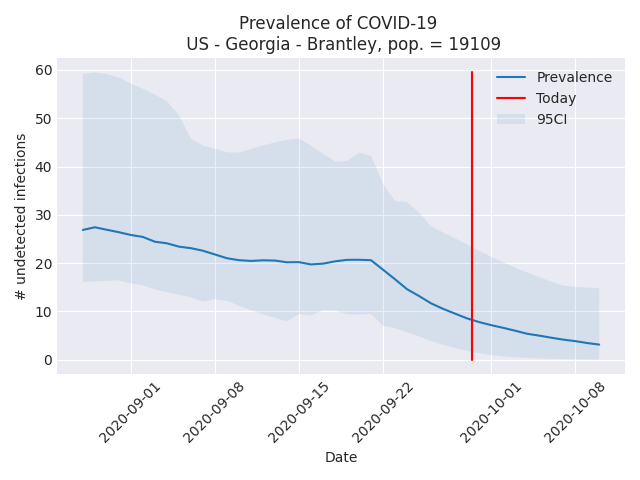 Prevalence of COVID-19
US - Georgia - Brantley, pop. = 19109
60
50
40
30
20
10
0
# undetected infections
Prevalence
Today
95CI
2020-09-01
2020-09-08
2020-09-15
2020-09-22
2020-10-01
2020-10-08
Date